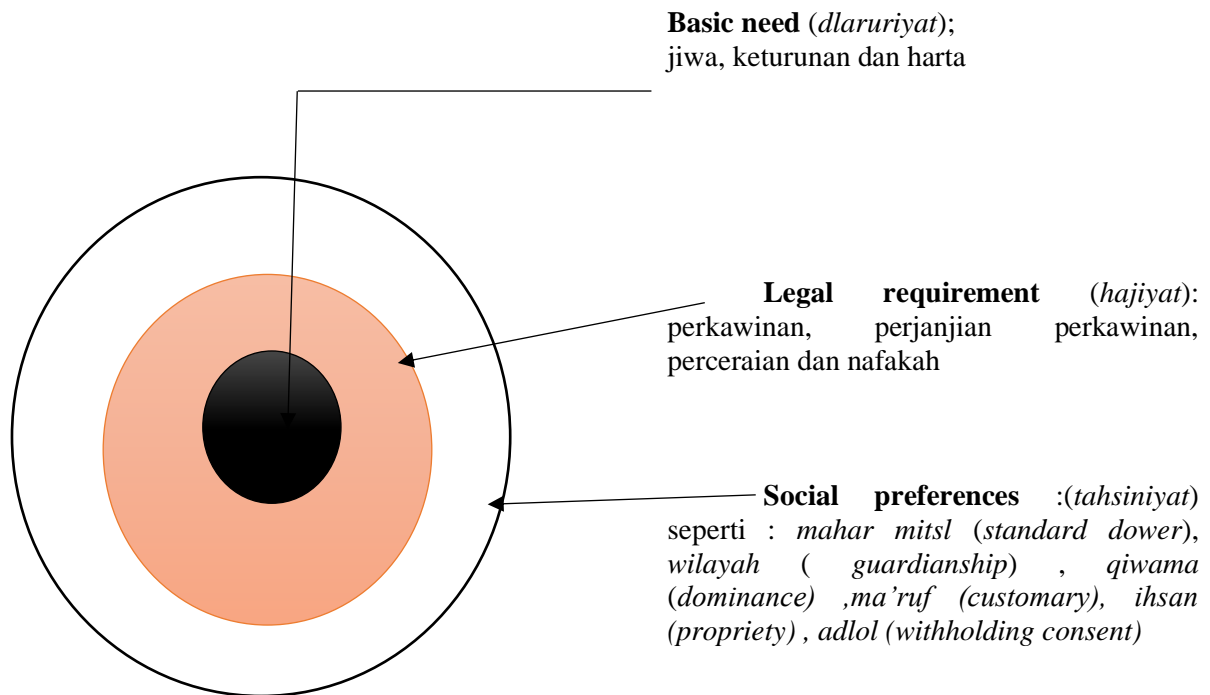 Basic need (dlaruriyat);
jiwa, keturunan dan harta
Legal requirement (hajiyat):
perkawinan, perjanjian perkawinan,
perceraian dan nafakah
Social preferences :(tahsiniyat)
seperti : mahar mitsl (standard dower),
wilayah ( guardianship) , qiwama
(dominance) ,ma’ruf (customary), ihsan
(propriety) , adlol (withholding consent)